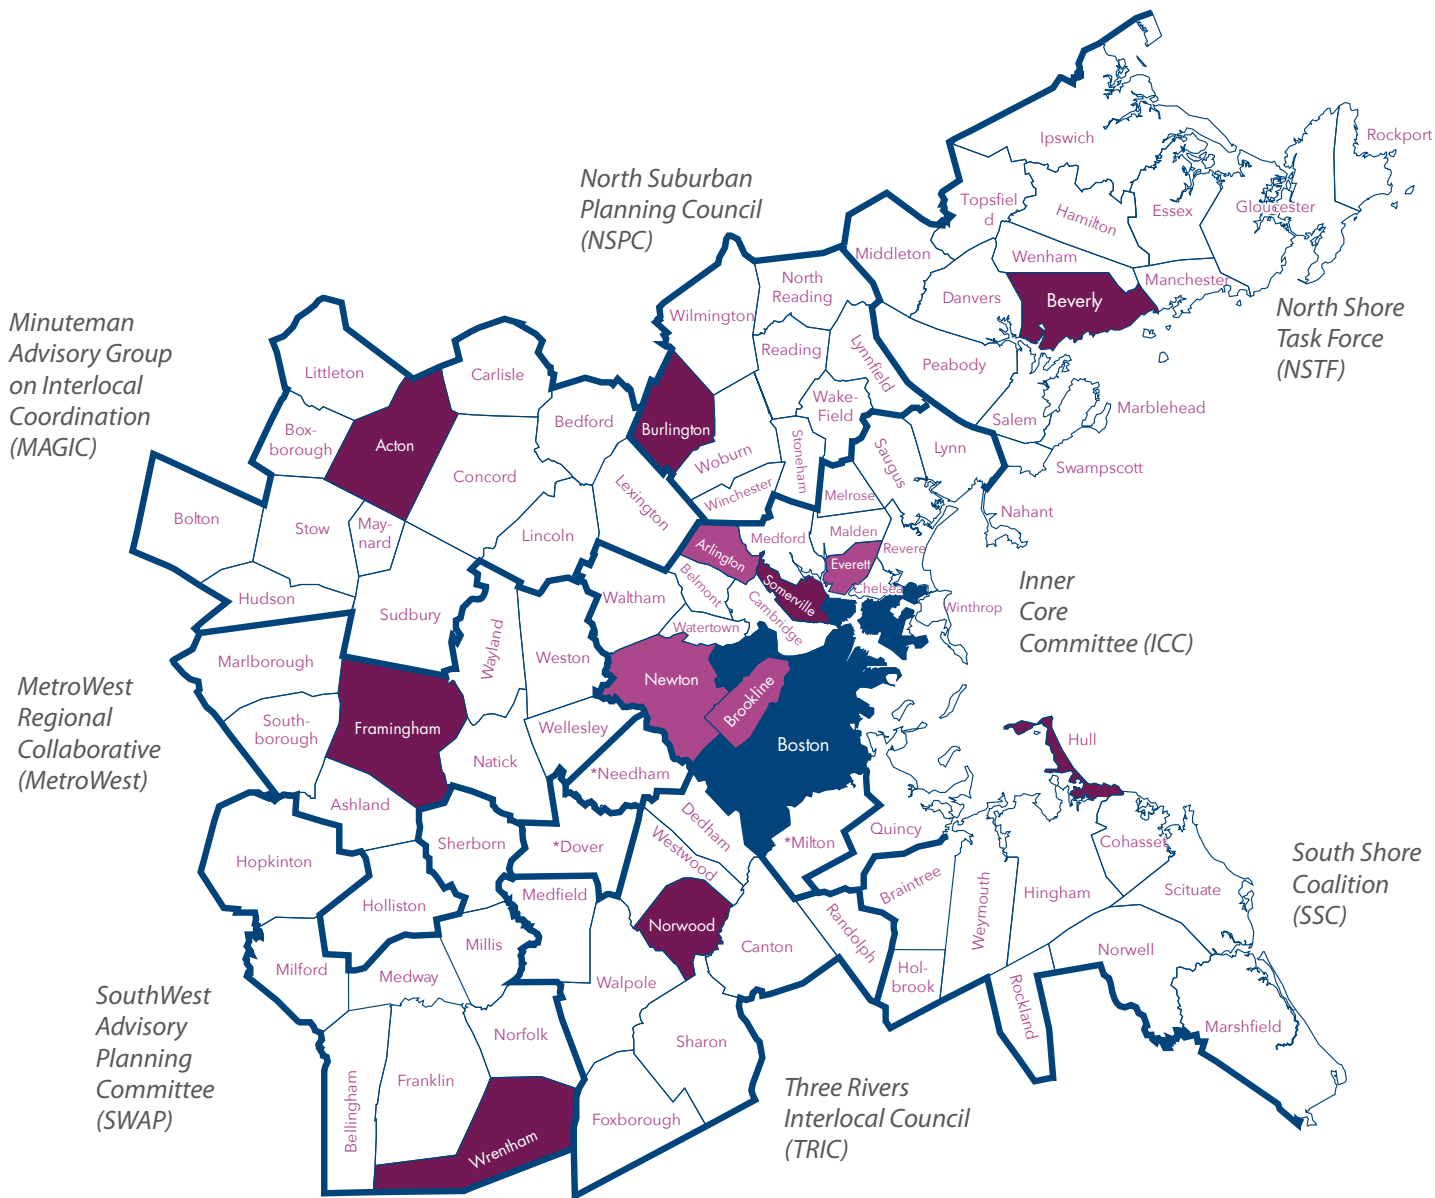 Ipswich
Rockport
Topsfiel
d
Hamilton
Essex
Gloucester
North Suburban
Planning Council
(NSPC)
Middleton
Wenham
Manchester
North
Reading
Danvers
Beverly
North Shore
Task Force
(NSTF)
Wilmington
Minuteman
Advisory Group
on Interlocal
Coordination
(MAGIC)
Reading
Lynnfield
Peabody
Littleton
Carlisle
Wake-
Field
Marblehead
Salem
Bedford
Burlington
Box-
borough
Acton
Woburn
Stoneham
Saugus
Lynn
Swampscott
Concord
Lexington
Winchester
Melrose
Nahant
Bolton
Stow
May-
nard
Lincoln
Arlington
Medford
Malden
Revere
Everett
Chelsea
Somerville
Belmont
Cambridge
Winthrop
Inner
Core
Committee (ICC)
Hudson
Sudbury
Waltham
Watertown
Wayland
Weston
Marlborough
Newton
Brookline
MetroWest
Regional
Collaborative
(MetroWest)
South-
borough
Framingham
Wellesley
Boston
Hull
Natick
*Needham
Ashland
Dedham
Quincy
Sherborn
*Dover
Westwood
*Milton
Cohasset
Hopkinton
South Shore
Coalition
(SSC)
Braintree
Weymouth
Hingham
Scituate
Holliston
Medfield
Norwood
Canton
Randolph
Millis
Norwell
Milford
Medway
Walpole
Hol-
brook
Rockland
SouthWest
Advisory
Planning
Committee
(SWAP)
Norfolk
Sharon
Marshfield
Franklin
Bellingham
Foxborough
Three Rivers
Interlocal Council
(TRIC)
Wrentham